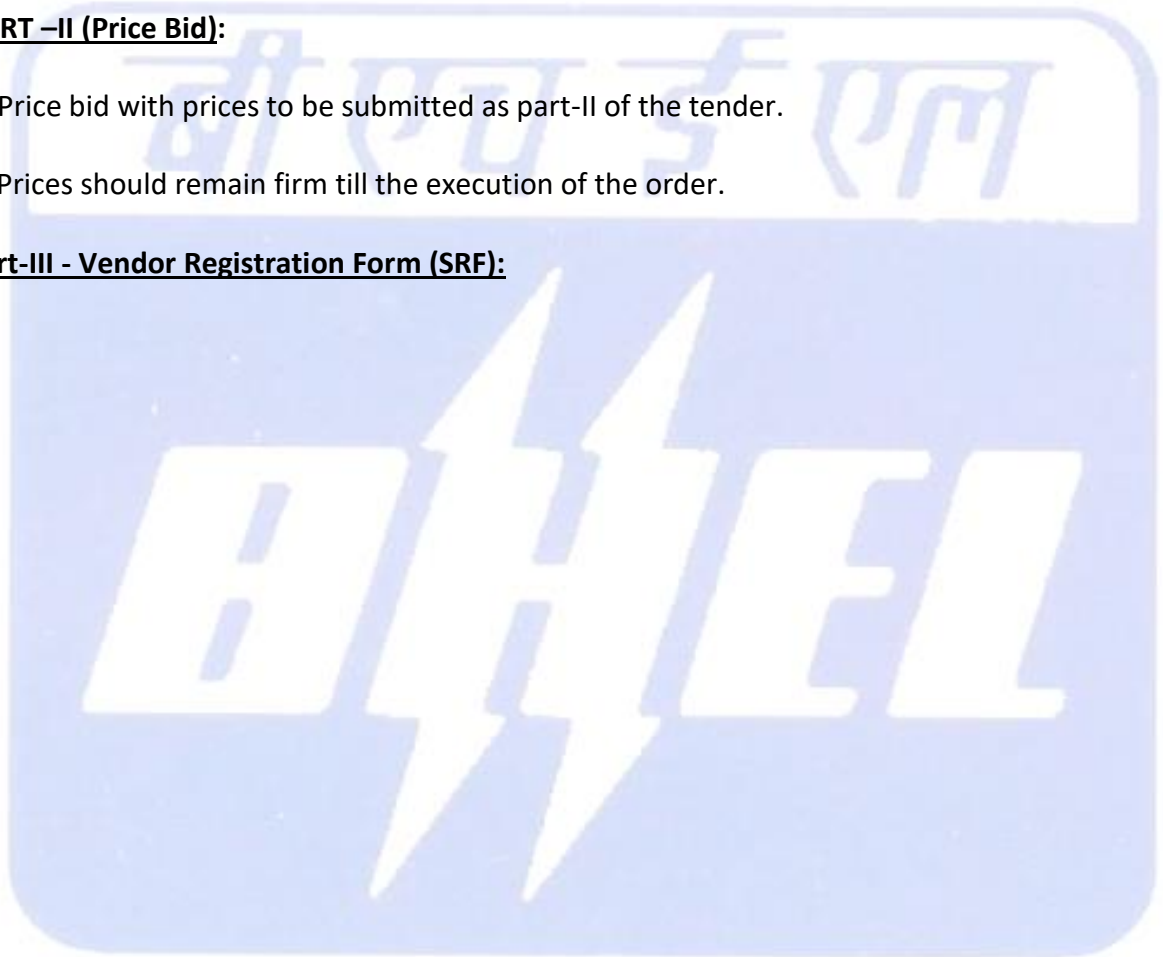 RT –II (Price Bid):
बी एच ई एल
Price bid with prices to be submitted as part-II of the tender.
Prices should remain firm till the execution of the order.
rt-III - Vendor Registration Form (SRF):
BHEL